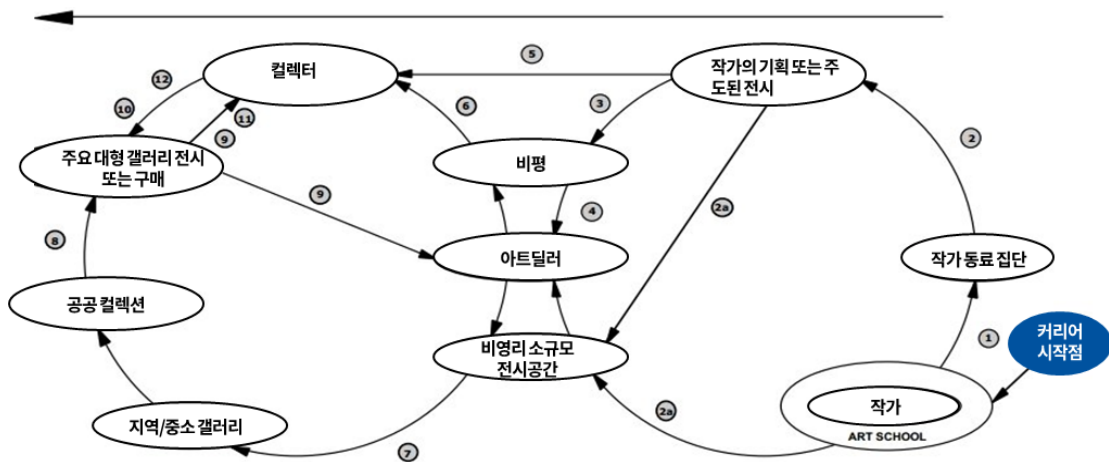 5
컬렉터
작가의 기획 또는 주
도된 전시
12
10
11
6
3
9
2
주요 대형 갤러리 전시
또는 구매
비평
9
4
2a
8
아트딜러
작가 동료 집단
공공 컬렉션
커리어
시작점
1
비영리 소규모
전시공간
2a
작가
지역/중소 갤러리
ART SCHOOL
7